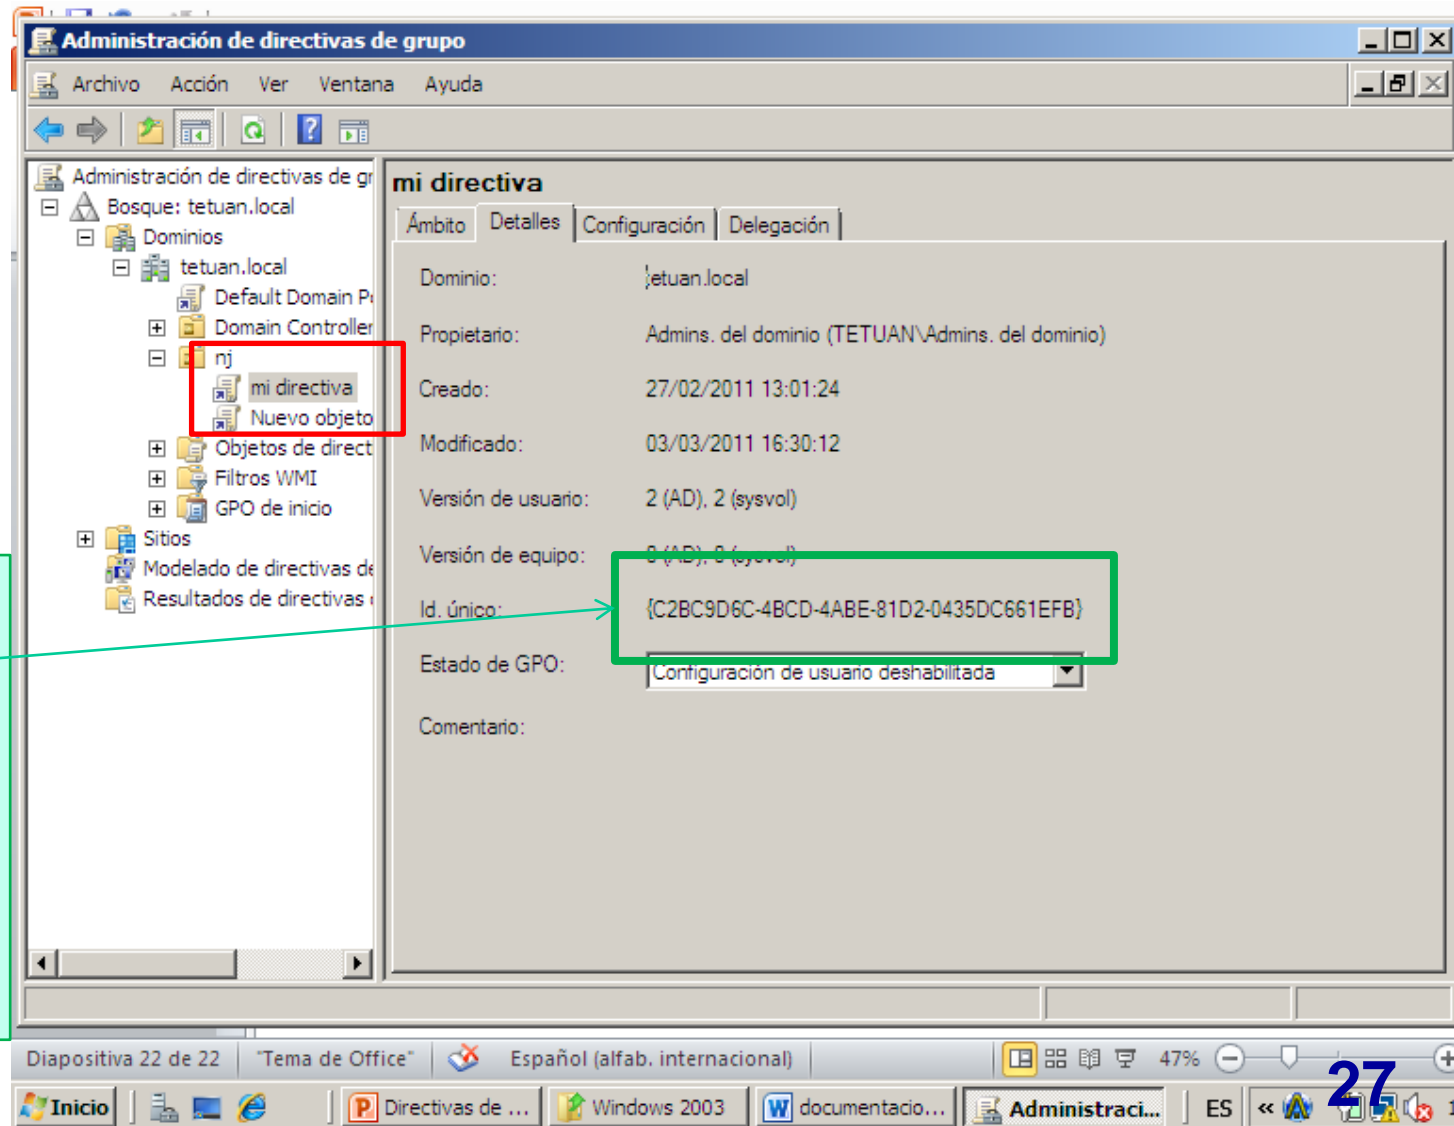 Administración de directivas de grupo
Archivo Acción Ver Ventana Ayuda
Administración de directivas de gr
Bosque: tetuan.local
Dominios
tetuan.local
Default Domain P
Domain Controller
nj
mi directiva
Nuevo objeto
Objetos de direct
Filtros WMI
GPO de inicio
Sitios
Modelado de directivas de
Resultados de directivas
mi directiva
Ámbito Detalles Configuración Delegación
Dominio: tetuan.local
Propietario: Admins. del dominio (TETUAN\Admins. del dominio)
Creado: 27/02/2011 13:01:24
Modificado: 03/03/2011 16:30:12
Versión de usuario: 2 (AD), 2 (sysvol)
Versión de equipo: (AD), (sysvol)
Id. único: {C2BC9D6C-4BCD-4ABE-81D2-0435DC661EFB}
Estado de GPO: Configuración de usuario deshabilitada
Comentario:
Diapositiva 22 de 22 "Tema de Office" Español (alfab. internacional) 47%
27
Inicio Directivas de ... Windows 2003 documentacio... Administraci... ES «